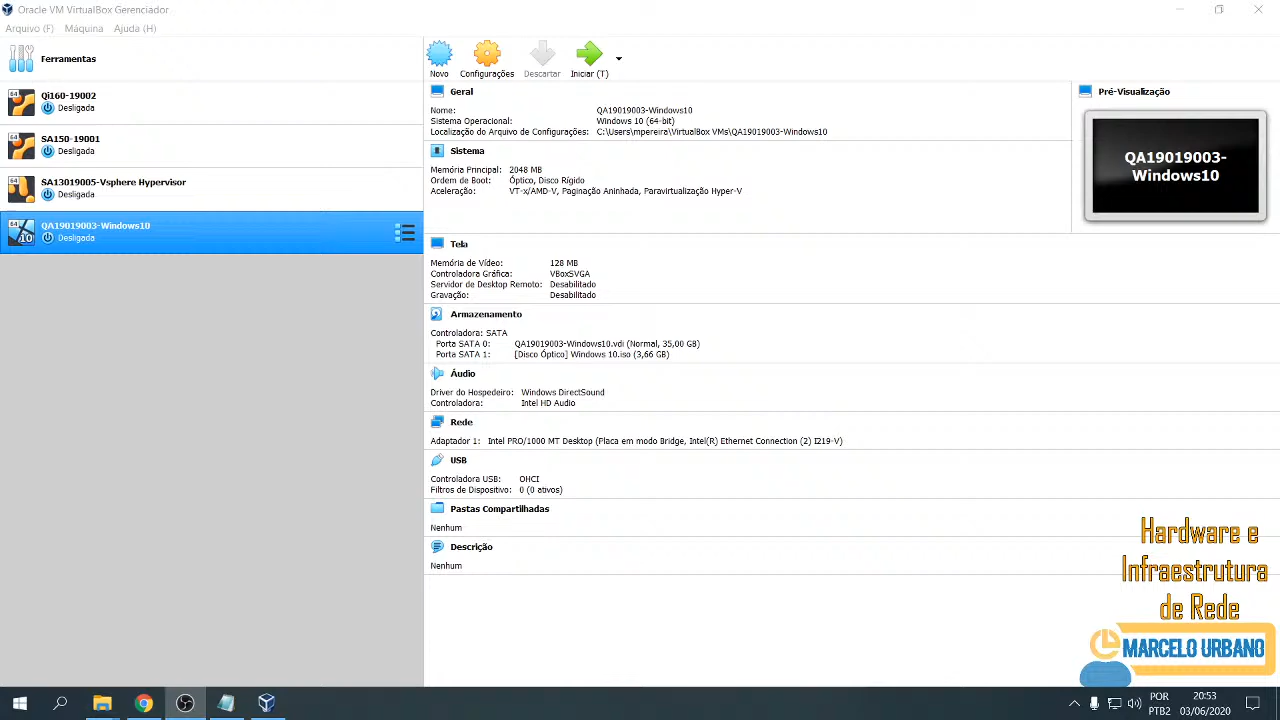 Oracle VM VirtualBox Gerenciador
Arquivo (F) Máquina Ajuda (H)
Ferramentas
64
Qi160-19002
Desligada
64
SA150-19001
Desligada
64
SA13019005-Vsphere Hypervisor
Desligada
64
10
QA19019003-Windows10
Desligada
Novo Configurações Descartar Iniciar (T)
Geral
Nome: QA19019003-Windows10
Sistema Operacional: Windows 10 (64-bit)
Localização do Arquivo de Configurações: C:\Users\mpereira\VirtualBox VMs\QA19019003-Windows10
Pré-Visualização
QA19019003-
Windows10
Sistema
Memória Principal: 2048 MB
Ordem de Boot: Óptico, Disco Rígido
Aceleração: VT-x/AMD-V, Paginação Aninhada, Paravirtualização Hyper-V
Tela
Memória de Vídeo: 128 MB
Controladora Gráfica: VBoxSVGA
Servidor de Desktop Remoto: Desabilitado
Gravação: Desabilitado
Armazenamento
Controladora: SATA
Porta SATA 0: QA19019003-Windows10.vdi (Normal, 35,00 GB)
Porta SATA 1: [Disco Óptico] Windows 10.iso (3,66 GB)
Áudio
Driver do Hospedeiro: Windows DirectSound
Controladora: Intel HD Audio
Rede
Adaptador 1: Intel PRO/1000 MT Desktop (Placa em modo Bridge, Intel(R) Ethernet Connection (2) I219-V)
USB
Controladora USB: OHCI
Filtros de Dispositivo: 0 (0 ativos)
Pastas Compartilhadas
Nenhum
Descrição
Nenhum
Hardware e
Infraestrutura
de Rede
MARCELO URBANO
POR
PTB2
20:53
03/06/2020